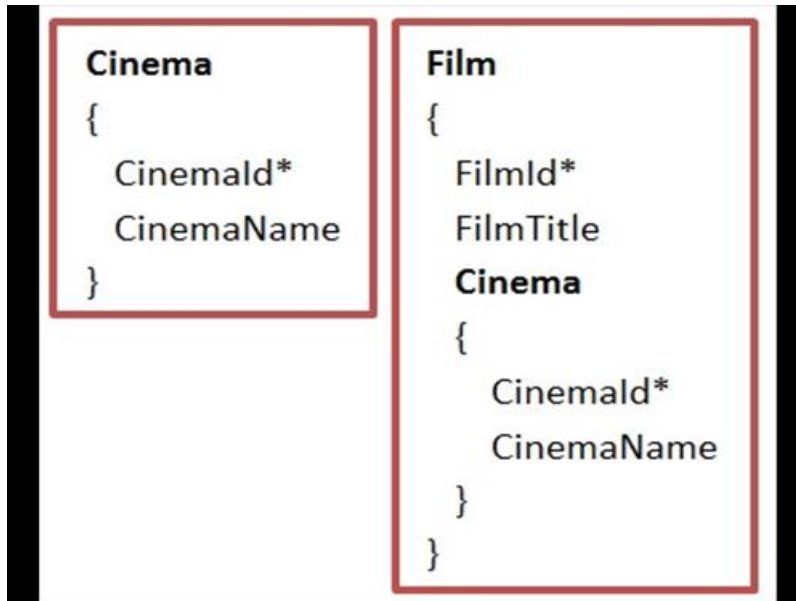 Cinema
{
CinemaId*
CinemaName
}
Film
{
FilmId*
FilmTitle
Cinema
{
CinemaId*
CinemaName
}
}